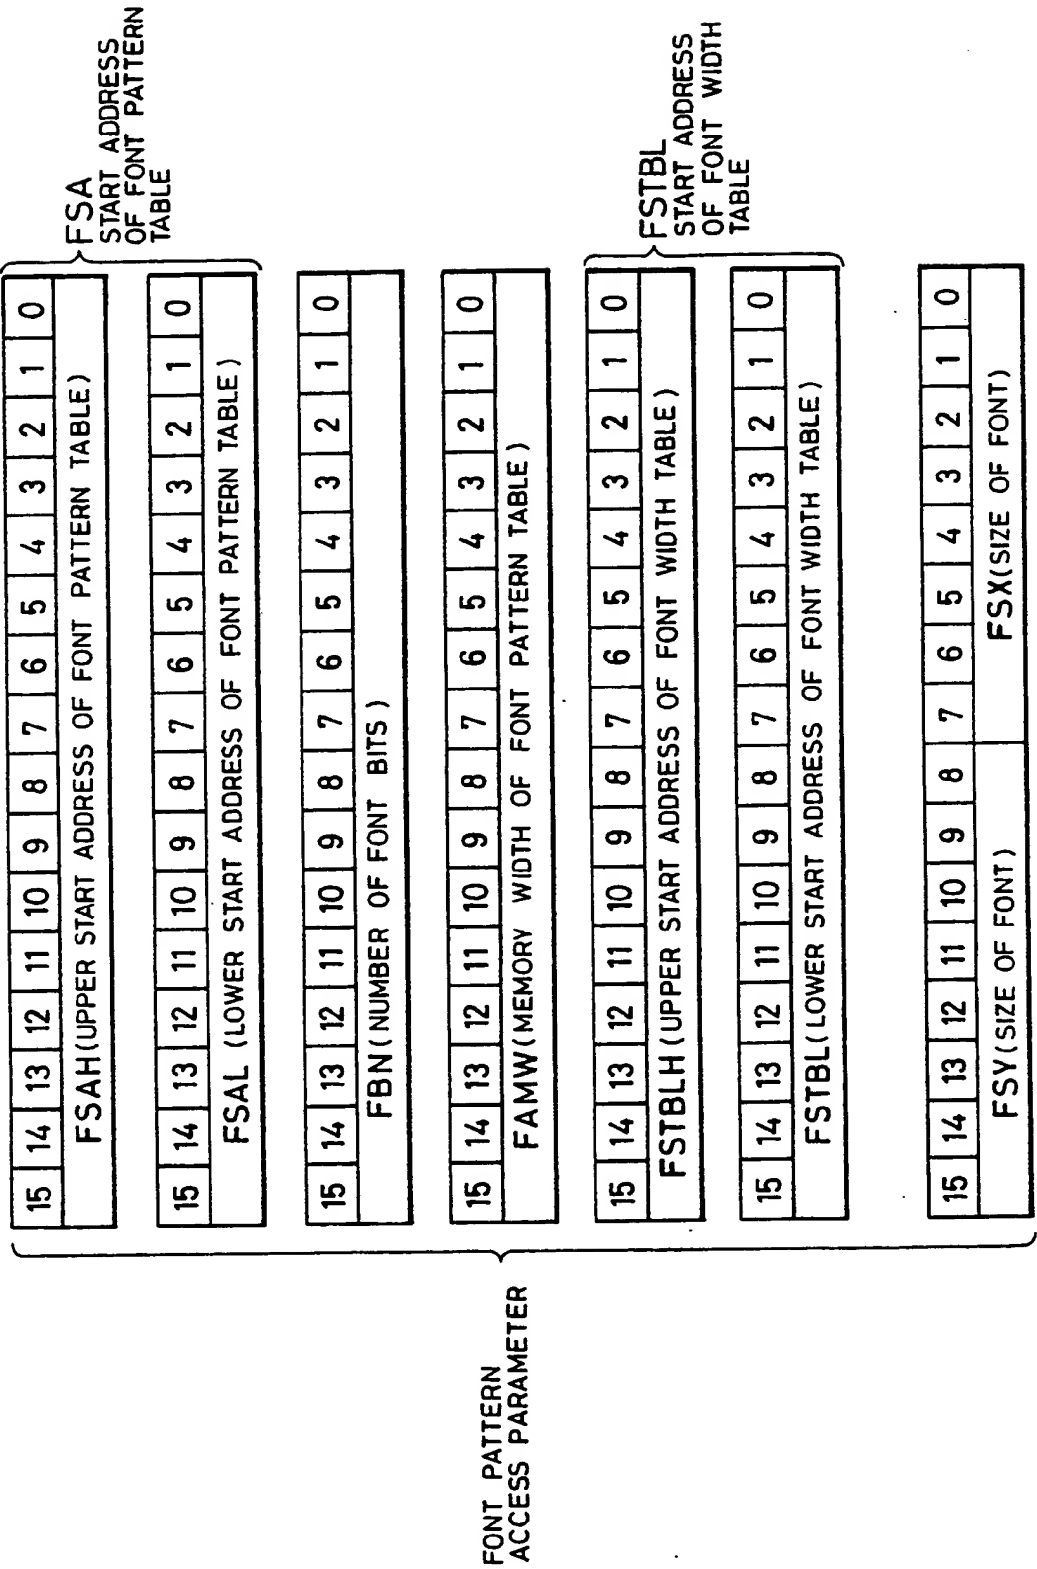 FONT PATTERN
ACCESS PARAMETER
15 14 13 12 11 10 9 8 7 6 5 4 3 2 1 0
FSAH(UPPER START ADDRESS OF FONT PATTERN TABLE)
15 14 13 12 11 10 9 8 7 6 5 4 3 2 1 0
FSAL (LOWER START ADDRESS OF FONT PATTERN TABLE)
FSA
START ADDRESS
OF FONT PATTERN
TABLE
15 14 13 12 11 10 9 8 7 6 5 4 3 2 1 0
FBN(NUMBER OF FONT BITS)
15 14 13 12 11 10 9 8 7 6 5 4 3 2 1 0
FAMW(MEMORY WIDTH OF FONT PATTERN TABLE)
15 14 13 12 11 10 9 8 7 6 5 4 3 2 1 0
FSTBLH(UPPER START ADDRESS OF FONT WIDTH TABLE)
15 14 13 12 11 10 9 8 7 6 5 4 3 2 1 0
FSTBL(LOWER START ADDRESS OF FONT WIDTH TABLE)
FSTBL
START ADDRESS
OF FONT WIDTH
TABLE
15 14 13 12 11 10 9 8 7 6 5 4 3 2 1 0
FSY(SIZE OF FONT) FSX(SIZE OF FONT)